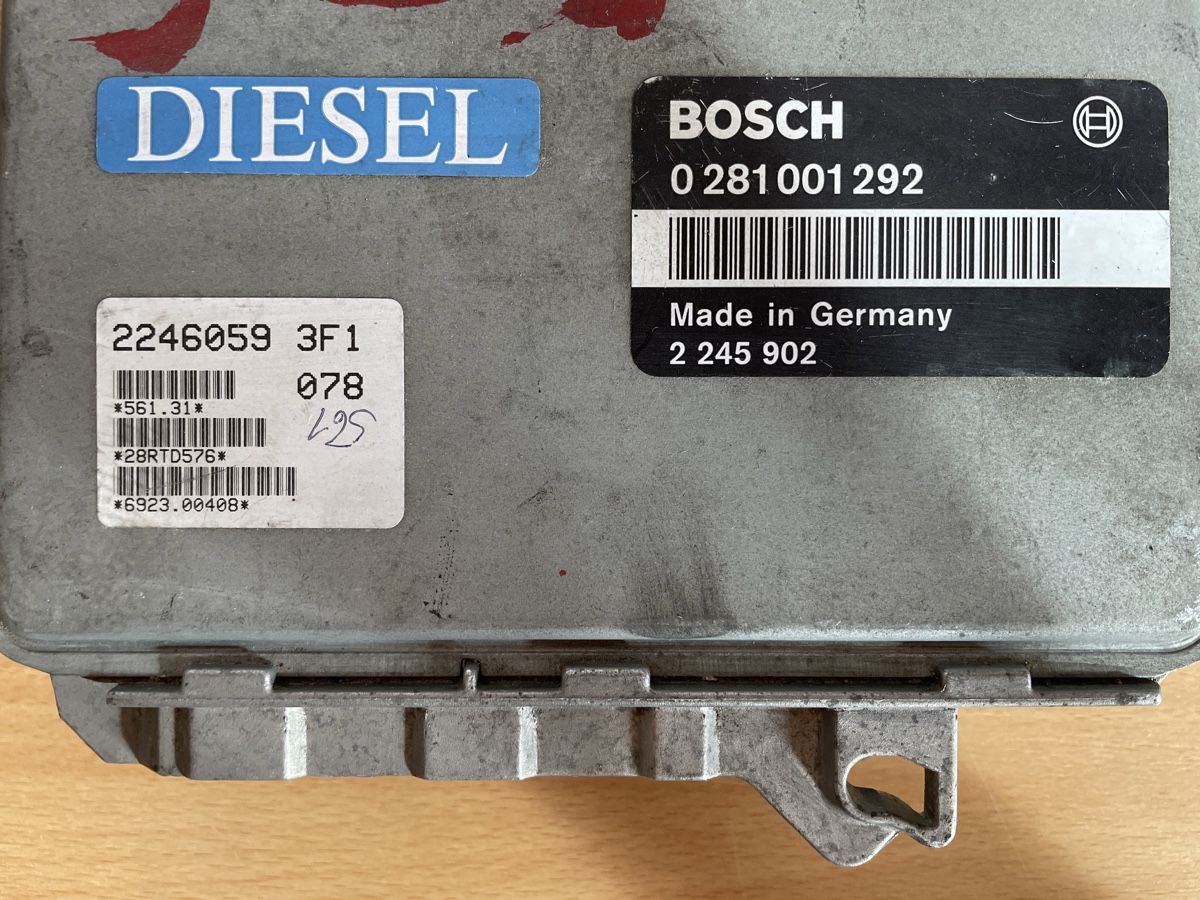 DIESEL
BOSCH
0 281 001 292
Made in Germany
2 245 902
2246059 3F1
078
*561.31*
561
*28RTD576*
*6923.00408*